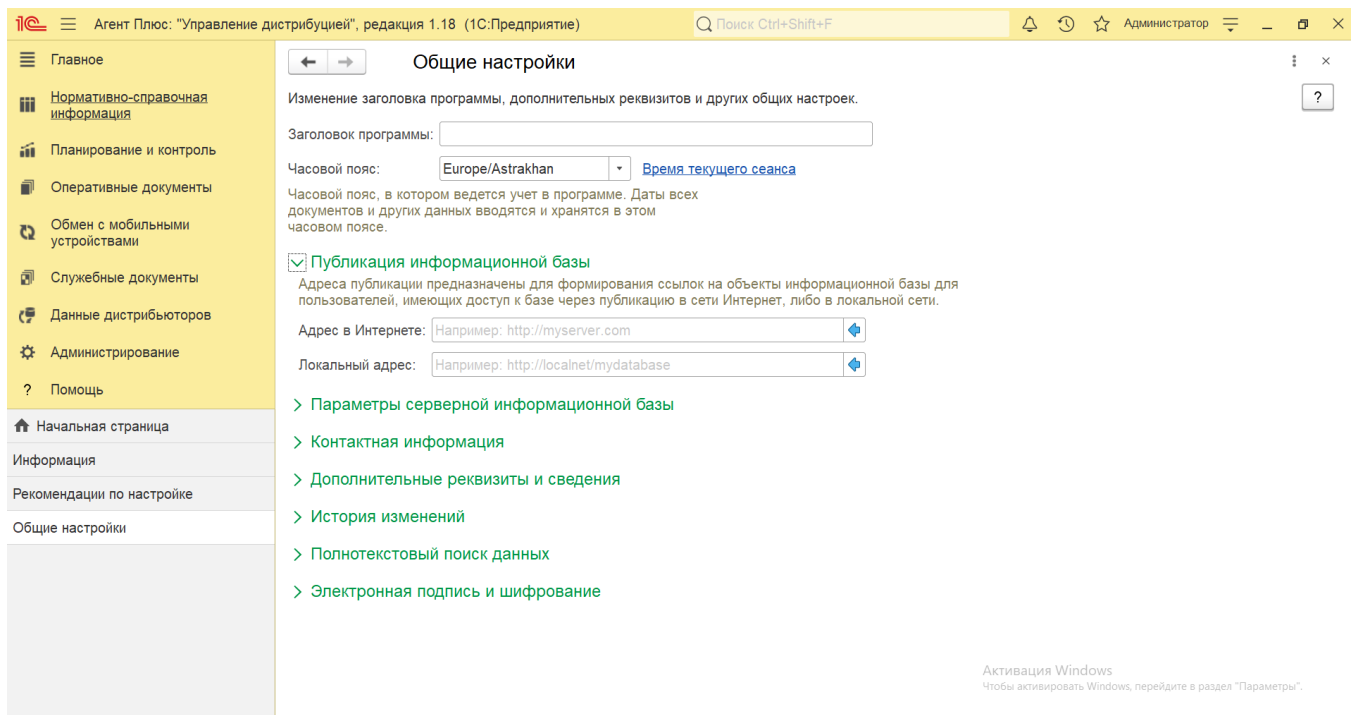 1С Агент Плюс: "Управление дистрибуцией", редакция 1.18 (1С:Предприятие) Поиск Ctrl+Shift+F Администратор
Главное
Нормативно-справочная
информация
Планирование и контроль
Оперативные документы
Обмен с мобильными
устройствами
Служебные документы
Данные дистрибьюторов
Администрирование
? Помощь
Начальная страница
Информация
Рекомендации по настройке
Общие настройки
Общие настройки
Изменение заголовка программы, дополнительных реквизитов и других общих настроек.
?
Заголовок программы:
Часовой пояс: Europe/Astrakhan Время текущего сеанса
Часовой пояс, в котором ведется учет в программе. Даты всех
документов и других данных вводятся и хранятся в этом
часовом поясе.
Публикация информационной базы
Адреса публикации предназначены для формирования ссылок на объекты информационной базы для
пользователей, имеющих доступ к базе через публикацию в сети Интернет, либо в локальной сети.
Адрес в Интернете: Например: http://myserver.com
Локальный адрес: Например: http://localnet/mydatabase
Параметры серверной информационной базы
Контактная информация
Дополнительные реквизиты и сведения
История изменений
Полнотекстовый поиск данных
Электронная подпись и шифрование
Активация Windows
Чтобы активировать Windows, перейдите в раздел "Параметры".